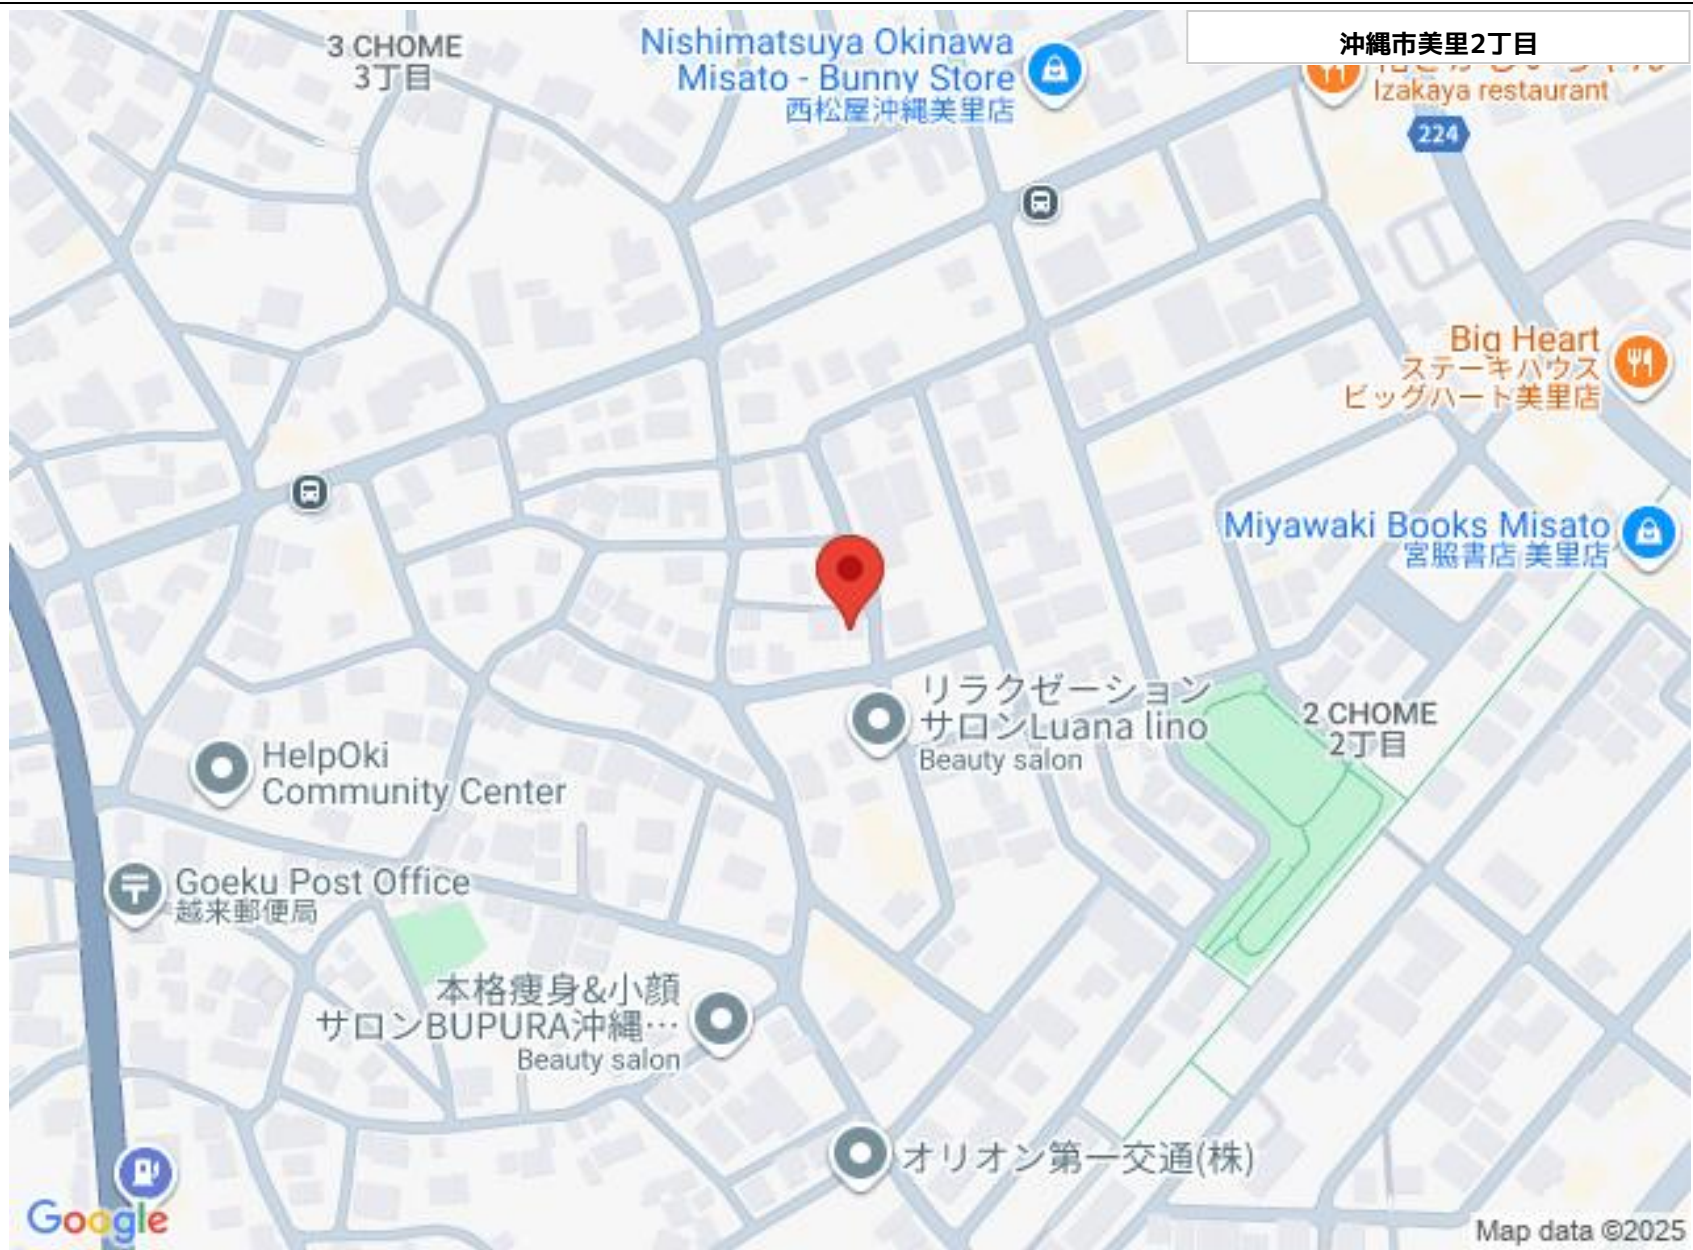 沖縄市美里2丁目
3 CHOME
3丁目
Nishimatsuya Okinawa
Misato - Bunny Store
西松屋沖縄美里店
Izakaya restaurant
224
Big Heart
ステーキハウス
ビッグハート美里店
Miyawaki Books Misato
宮脇書店 美里店
リラクゼーション
サロンLuana lino
Beauty salon
2 CHOME
2丁目
HelpOki
Community Center
Goeku Post Office
越来郵便局
本格痩身&小顔
サロンBUPURA沖縄…
Beauty salon
オリオン第一交通(株)
Google
Map data ©2025